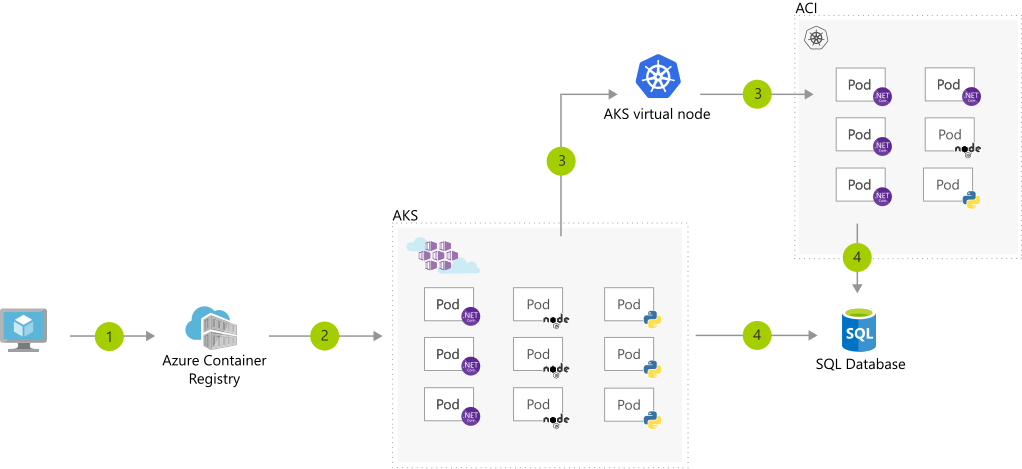 ACI
Pod
.NET
Core
Pod
.NET
Core
Pod
.NET
Core
Pod
node
Pod
.NET
Core
Pod
3
AKS virtual node
3
AKS
Pod
.NET
Core
Pod
node
Pod
Pod
.NET
Core
Pod
node
Pod
Pod
.NET
Core
Pod
node
Pod
1
Azure Container
Registry
2
4
4
SQL
SQL Database